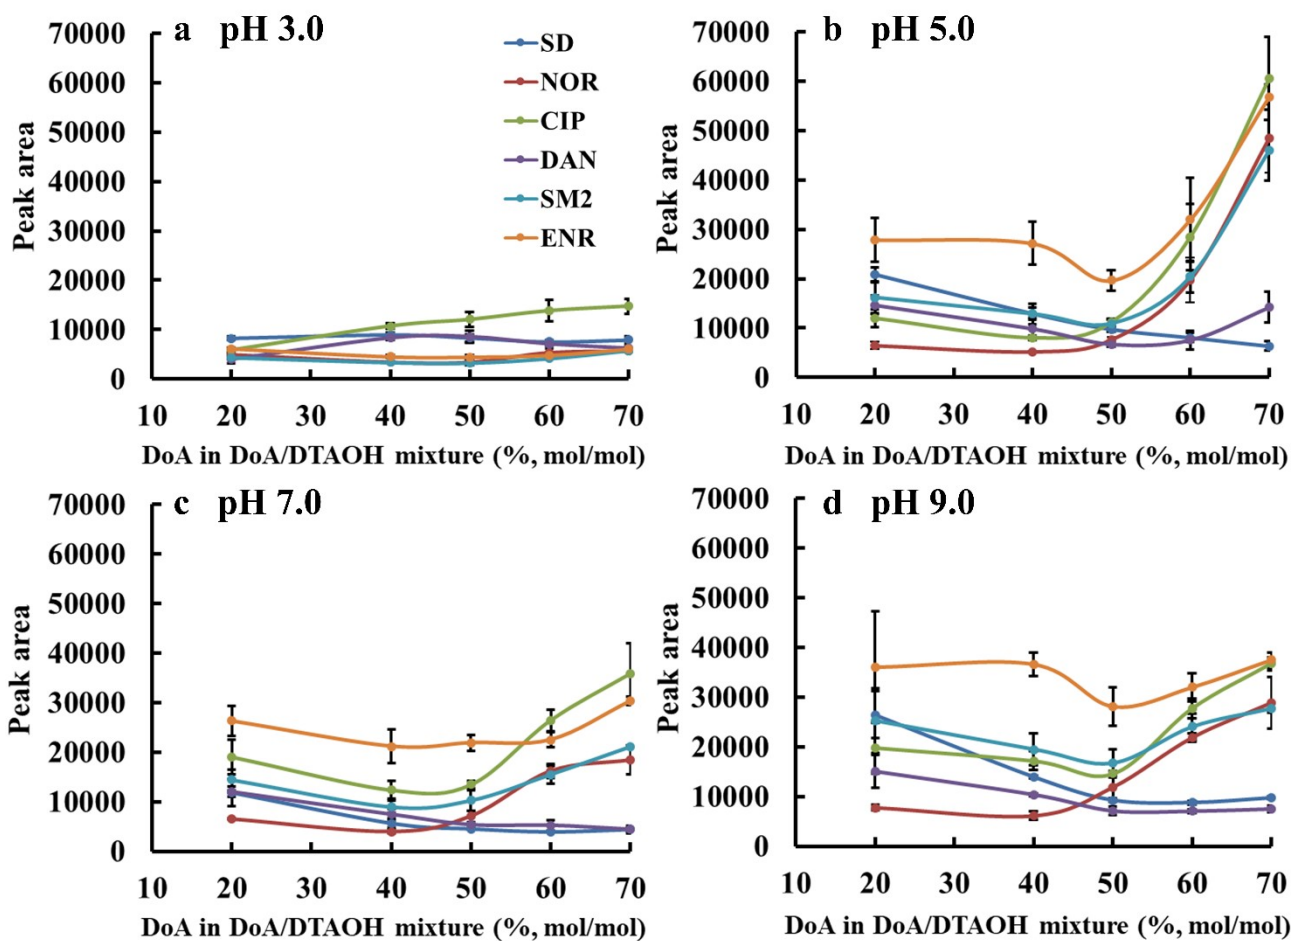 a pH 3.0
70000
60000
50000
40000
30000
20000
10000
0
Peak area
SD
NOR
CIP
DAN
SM2
ENR
10 20 30 40 50 60 70
DoA in DoA/DTAOH mixture (%, mol/mol)
b pH 5.0
70000
60000
50000
40000
30000
20000
10000
0
Peak area
10 20 30 40 50 60 70
DoA in DoA/DTAOH mixture (%, mol/mol)
c pH 7.0
70000
60000
50000
40000
30000
20000
10000
0
Peak area
10 20 30 40 50 60 70
DoA in DoA/DTAOH mixture (%, mol/mol)
d pH 9.0
70000
60000
50000
40000
30000
20000
10000
0
Peak area
10 20 30 40 50 60 70
DoA in DoA/DTAOH mixture (%, mol/mol)